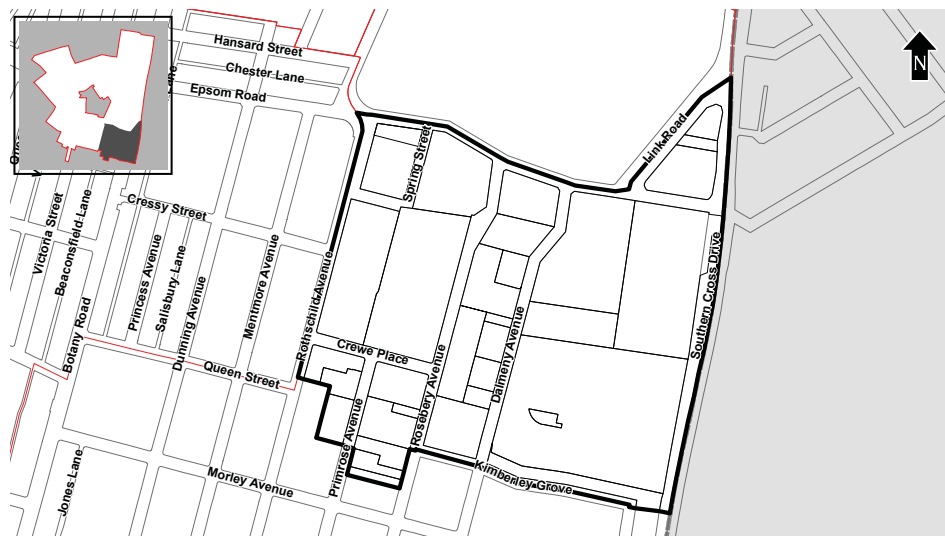 Hansard Street
Chester Lane
Lane
Epsom Road
N
Link Road
Spring Street
Cressy Street
Victoria Street
Beaconsfield Lane
Princess Avenue
Salisbury Lane
Dunning Avenue
Mentmore Avenue
Rothschild Avenue
Southern Cross Drive
Botany Road
Crewe Place
Queen Street
Rosebery Avenue
Dalmeny Avenue
Primrose Avenue
Kimberley Grove
Morley Avenue
Jones Lane